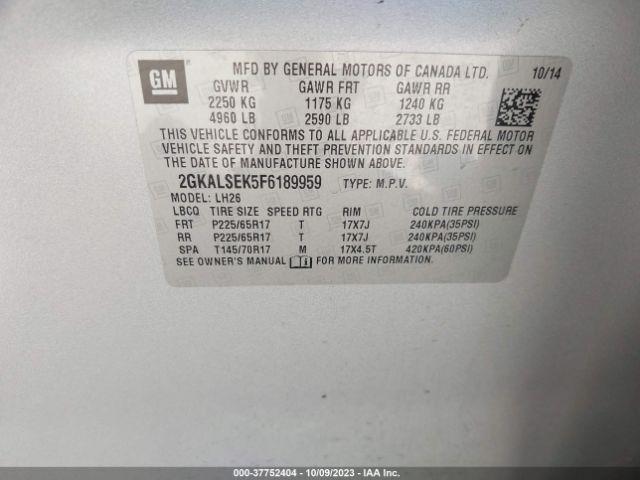 GM
MFD BY GENERAL MOTORS OF CANADA LTD. 10/14
GVWR GAWR FRT GAWR RR
2250 KG 1175 KG 1240 KG
4960 LB 2590 LB 2733 LB
THIS VEHICLE CONFORMS TO ALL APPLICABLE U.S. FEDERAL MOTOR
VEHICLE SAFETY AND THEFT PREVENTION STANDARDS IN EFFECT ON
THE DATE OF MANUFACTURE SHOWN ABOVE.
2GKALSEK5F6189959 TYPE: M.P.V.
MODEL: LH26
LBCQ TIRE SIZE SPEED RTG RIM COLD TIRE PRESSURE
FRT P225/65R17 T 17X7J 240KPA(35PSI)
RR P225/65R17 T 17X7J 240KPA(35PSI)
SPA T145/70R17 M 17X4.5T 420KPA(60PSI)
SEE OWNER'S MANUAL FOR MORE INFORMATION.
000-37752404 - 10/09/2023 - IAA Inc.